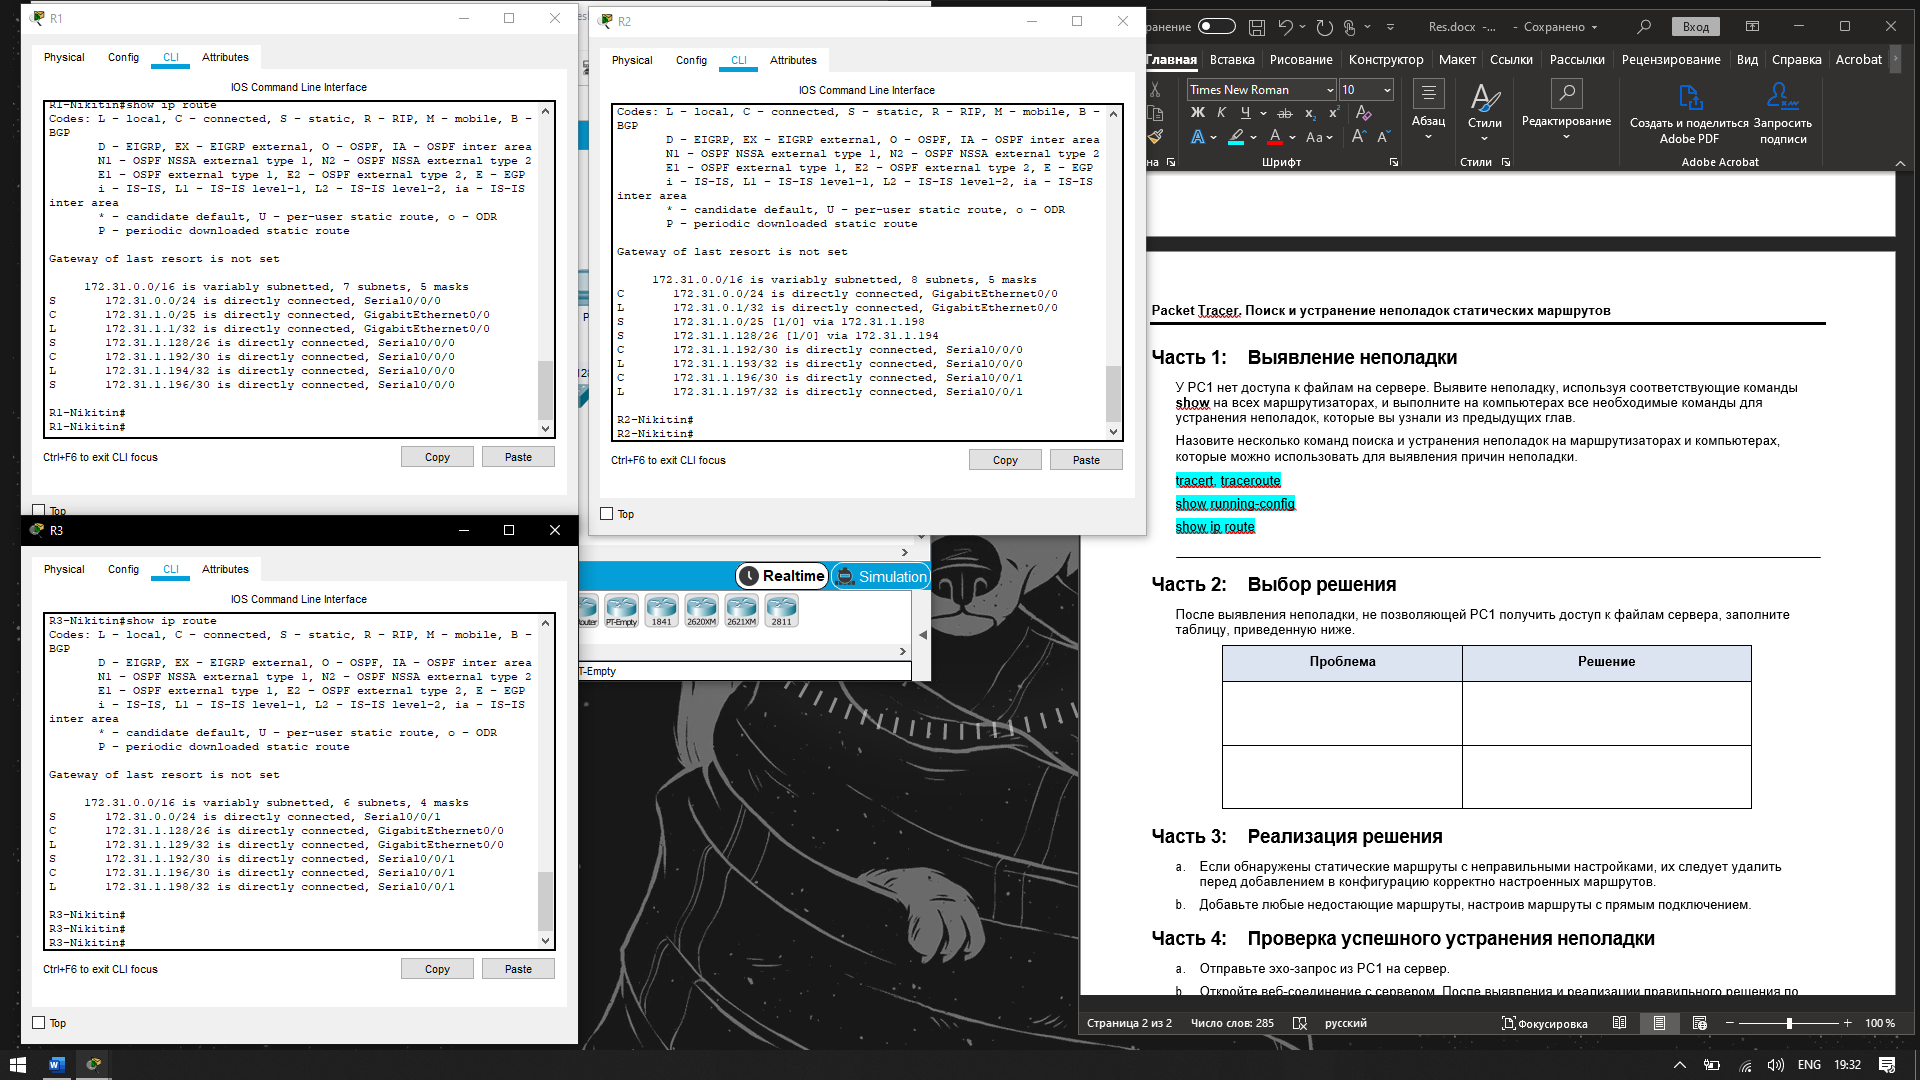 R1
Physical Config CLI Attributes
IOS Command Line Interface
R1-Nikitin#show ip route
Codes: L - local, C - connected, S - static, R - RIP, M - mobile, B -
BGP
D - EIGRP, EX - EIGRP external, O - OSPF, IA - OSPF inter area
N1 - OSPF NSSA external type 1, N2 - OSPF NSSA external type 2
E1 - OSPF external type 1, E2 - OSPF external type 2, E - EGP
i - IS-IS, L1 - IS-IS level-1, L2 - IS-IS level-2, ia - IS-IS
inter area
* - candidate default, U - per-user static route, o - ODR
P - periodic downloaded static route
Gateway of last resort is not set
172.31.0.0/16 is variably subnetted, 7 subnets, 5 masks
S 172.31.0.0/24 is directly connected, Serial0/0/0
C 172.31.1.0/25 is directly connected, GigabitEthernet0/0
L 172.31.1.1/32 is directly connected, GigabitEthernet0/0
S 172.31.1.128/26 is directly connected, Serial0/0/0
C 172.31.1.192/30 is directly connected, Serial0/0/0
L 172.31.1.194/32 is directly connected, Serial0/0/0
S 172.31.1.196/30 is directly connected, Serial0/0/0
R1-Nikitin#
R1-Nikitin#
Ctrl+F6 to exit CLI focus
Copy Paste
Top
R2
Physical Config CLI Attributes
IOS Command Line Interface
Codes: L - local, C - connected, S - static, R - RIP, M - mobile, B -
BGP
D - EIGRP, EX - EIGRP external, O - OSPF, IA - OSPF inter area
N1 - OSPF NSSA external type 1, N2 - OSPF NSSA external type 2
E1 - OSPF external type 1, E2 - OSPF external type 2, E - EGP
i - IS-IS, L1 - IS-IS level-1, L2 - IS-IS level-2, ia - IS-IS
inter area
* - candidate default, U - per-user static route, o - ODR
P - periodic downloaded static route
Gateway of last resort is not set
172.31.0.0/16 is variably subnetted, 8 subnets, 5 masks
C 172.31.0.0/24 is directly connected, GigabitEthernet0/0
L 172.31.0.1/32 is directly connected, GigabitEthernet0/0
S 172.31.1.0/25 [1/0] via 172.31.1.198
S 172.31.1.128/26 [1/0] via 172.31.1.194
C 172.31.1.192/30 is directly connected, Serial0/0/0
L 172.31.1.193/32 is directly connected, Serial0/0/0
C 172.31.1.196/30 is directly connected, Serial0/0/1
L 172.31.1.197/32 is directly connected, Serial0/0/1
R2-Nikitin#
R2-Nikitin#
Ctrl+F6 to exit CLI focus
Copy Paste
Top
R3
Physical Config CLI Attributes
IOS Command Line Interface
R3-Nikitin#show ip route
Codes: L - local, C - connected, S - static, R - RIP, M - mobile, B -
BGP
D - EIGRP, EX - EIGRP external, O - OSPF, IA - OSPF inter area
N1 - OSPF NSSA external type 1, N2 - OSPF NSSA external type 2
E1 - OSPF external type 1, E2 - OSPF external type 2, E - EGP
i - IS-IS, L1 - IS-IS level-1, L2 - IS-IS level-2, ia - IS-IS
inter area
* - candidate default, U - per-user static route, o - ODR
P - periodic downloaded static route
Gateway of last resort is not set
172.31.0.0/16 is variably subnetted, 6 subnets, 4 masks
S 172.31.0.0/24 is directly connected, Serial0/0/1
C 172.31.1.128/26 is directly connected, GigabitEthernet0/0
L 172.31.1.129/32 is directly connected, GigabitEthernet0/0
S 172.31.1.192/30 is directly connected, Serial0/0/1
C 172.31.1.196/30 is directly connected, Serial0/0/1
L 172.31.1.198/32 is directly connected, Serial0/0/1
R3-Nikitin#
R3-Nikitin#
R3-Nikitin#
Ctrl+F6 to exit CLI focus
Copy Paste
Top
Realtime Simulation
PT-Empty 1841 2620XM 2621XM 2811
T-Empty
ранение Res.docx -... - Сохранено Вход
Главная Вставка Рисование Конструктор Макет Ссылки Рассылки Рецензирование Вид Справка Acrobat
Times New Roman 10
Ж К Ч ab x₂ x²
A A Aa A A
на Шрифт
Абзац
Стили
Стили
Редактирование
Создать и поделиться Adobe PDF
Запросить подписи
Adobe Acrobat
Packet Tracer. Поиск и устранение неполадок статических маршрутов
Часть 1: Выявление неполадки
У PC1 нет доступа к файлам на сервере. Выявите неполадку, используя соответствующие команды
show на всех маршрутизаторах, и выполните на компьютерах все необходимые команды для
устранения неполадок, которые вы узнали из предыдущих глав.
Назовите несколько команд поиска и устранения неполадок на маршрутизаторах и компьютерах,
которые можно использовать для выявления причин неполадки.
tracert, traceroute
show running-config
show ip route
Часть 2: Выбор решения
После выявления неполадки, не позволяющей PC1 получить доступ к файлам сервера, заполните
таблицу, приведенную ниже.
Проблема Решение
Часть 3: Реализация решения
a. Если обнаружены статические маршруты с неправильными настройками, их следует удалить
перед добавлением в конфигурацию корректно настроенных маршрутов.
b. Добавьте любые недостающие маршруты, настроив маршруты с прямым подключением.
Часть 4: Проверка успешного устранения неполадки
a. Отправьте эхо-запрос из PC1 на сервер.
b. Откройте веб-соединение с сервером. После выявления и реализации правильного решения по
Страница 2 из 2 Число слов: 285 русский Фокусировка 100 %
ENG 19:32